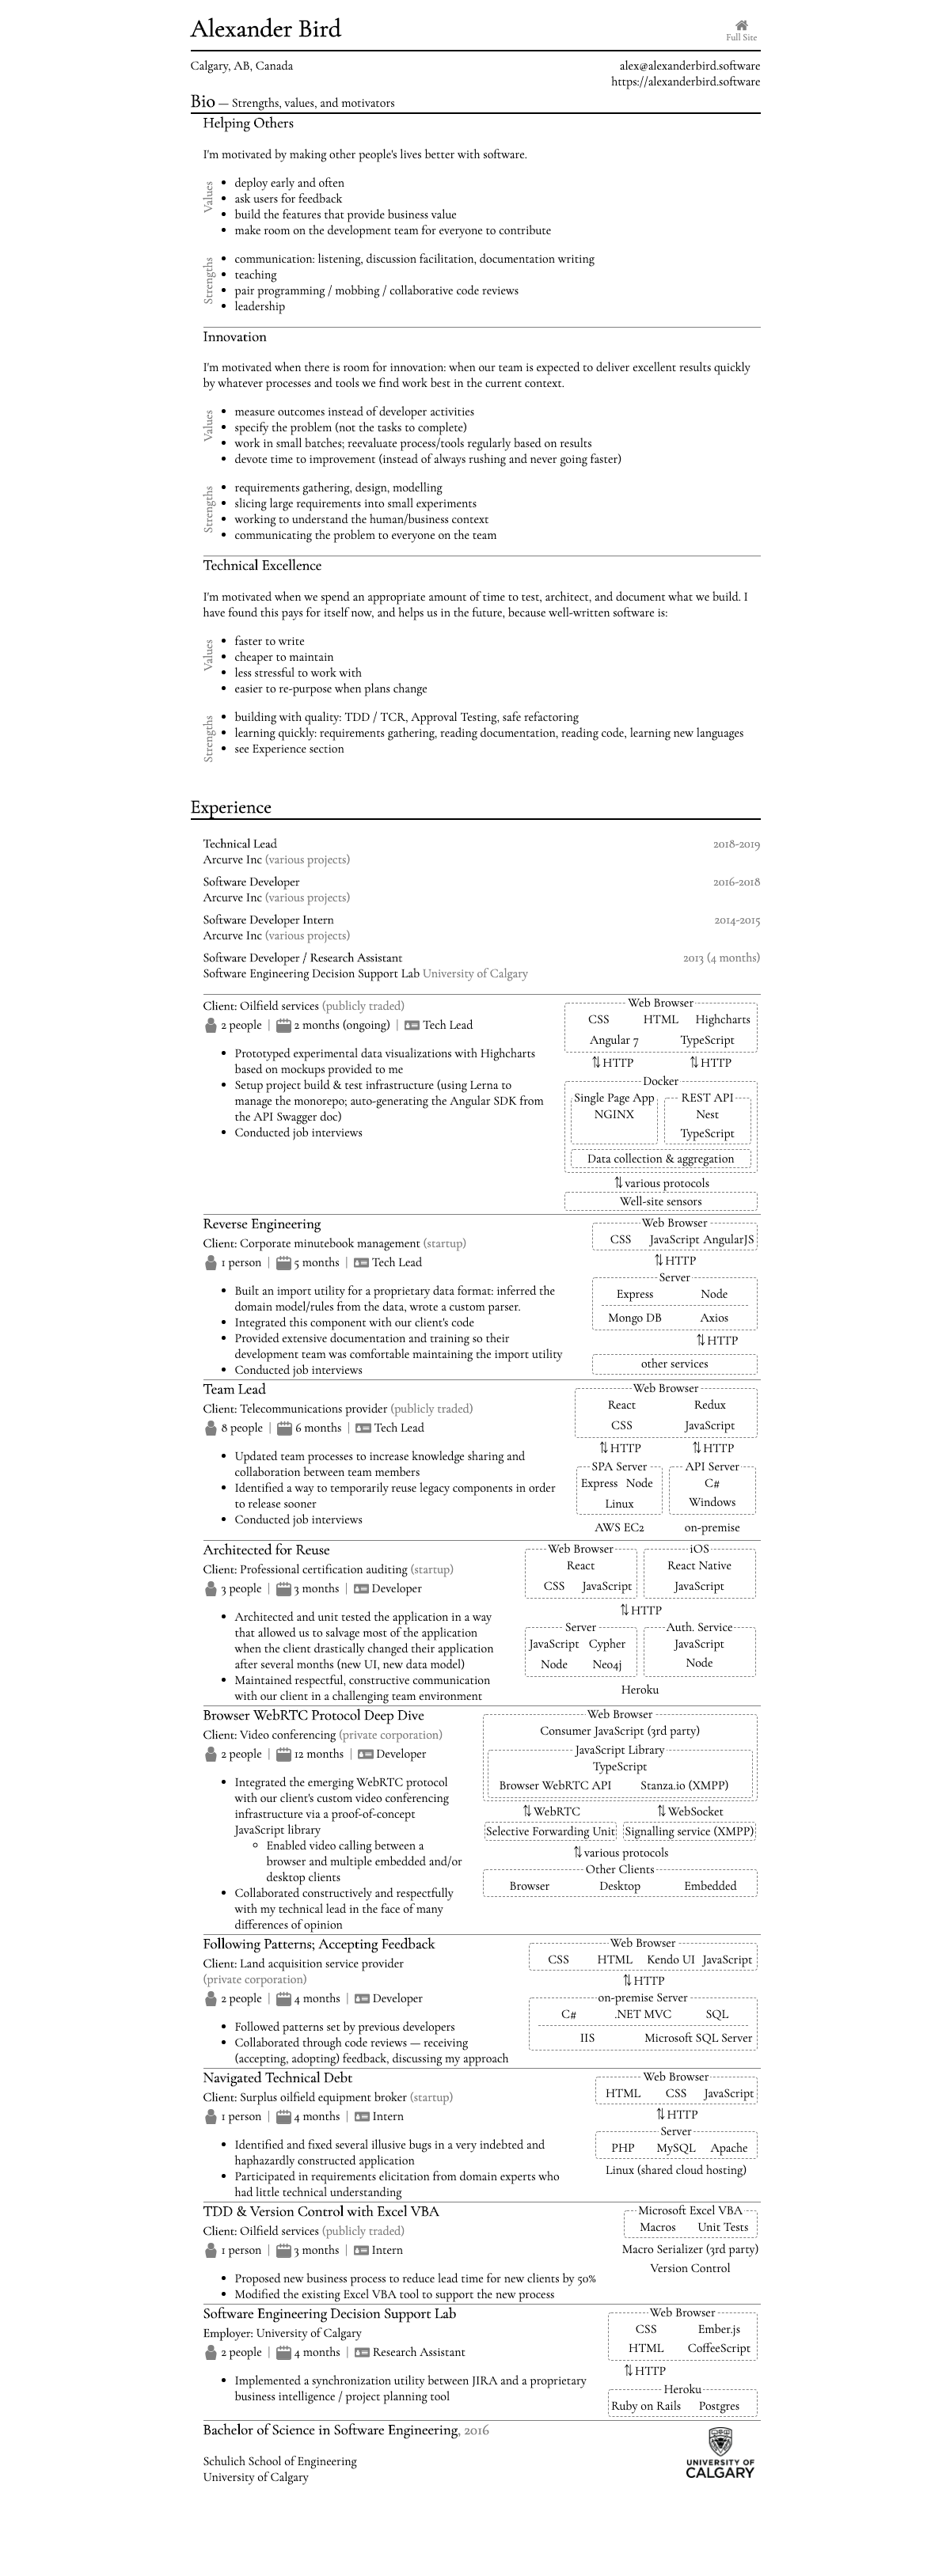 Alexander Bird
Full Site
Calgary, AB, Canada
alex@alexanderbird.software
https://alexanderbird.software
Bio — Strengths, values, and motivators
Helping Others
I'm motivated by making other people's lives better with software.
Values
• deploy early and often
• ask users for feedback
• build the features that provide business value
• make room on the development team for everyone to contribute
Strengths
• communication: listening, discussion facilitation, documentation writing
• teaching
• pair programming / mobbing / collaborative code reviews
• leadership
Innovation
I'm motivated when there is room for innovation: when our team is expected to deliver excellent results quickly
by whatever processes and tools we find work best in the current context.
Values
• measure outcomes instead of developer activities
• specify the problem (not the tasks to complete)
• work in small batches; reevaluate process/tools regularly based on results
• devote time to improvement (instead of always rushing and never going faster)
Strengths
• requirements gathering, design, modelling
• slicing large requirements into small experiments
• working to understand the human/business context
• communicating the problem to everyone on the team
Technical Excellence
I'm motivated when we spend an appropriate amount of time to test, architect, and document what we build. I
have found this pays for itself now, and helps us in the future, because well-written software is:
Values
• faster to write
• cheaper to maintain
• less stressful to work with
• easier to re-purpose when plans change
Strengths
• building with quality: TDD / TCR, Approval Testing, safe refactoring
• learning quickly: requirements gathering, reading documentation, reading code, learning new languages
• see Experience section
Experience
Technical Lead 2018-2019
Arcurve Inc (various projects)
Software Developer 2016-2018
Arcurve Inc (various projects)
Software Developer Intern 2014-2015
Arcurve Inc (various projects)
Software Developer / Research Assistant 2013 (4 months)
Software Engineering Decision Support Lab University of Calgary
Client: Oilfield services (publicly traded)
2 people | 2 months (ongoing) | Tech Lead
• Prototyped experimental data visualizations with Highcharts
based on mockups provided to me
• Setup project build & test infrastructure (using Lerna to
manage the monorepo; auto-generating the Angular SDK from
the API Swagger doc)
• Conducted job interviews
Web Browser
CSS HTML Highcharts
Angular 7 TypeScript
⇅ HTTP ⇅ HTTP
Docker
Single Page App REST API
NGINX Nest
TypeScript
Data collection & aggregation
⇅ various protocols
Well-site sensors
Reverse Engineering
Client: Corporate minutebook management (startup)
1 person | 5 months | Tech Lead
• Built an import utility for a proprietary data format: inferred the
domain model/rules from the data, wrote a custom parser.
• Integrated this component with our client's code
• Provided extensive documentation and training so their
development team was comfortable maintaining the import utility
• Conducted job interviews
Web Browser
CSS JavaScript AngularJS
⇅ HTTP
Server
Express Node
Mongo DB Axios
⇅ HTTP
other services
Team Lead
Client: Telecommunications provider (publicly traded)
8 people | 6 months | Tech Lead
• Updated team processes to increase knowledge sharing and
collaboration between team members
• Identified a way to temporarily reuse legacy components in order
to release sooner
• Conducted job interviews
Web Browser
React Redux
CSS JavaScript
⇅ HTTP ⇅ HTTP
SPA Server API Server
Express Node C#
Linux Windows
AWS EC2 on-premise
Architected for Reuse
Client: Professional certification auditing (startup)
3 people | 3 months | Developer
• Architected and unit tested the application in a way
that allowed us to salvage most of the application
when the client drastically changed their application
after several months (new UI, new data model)
• Maintained respectful, constructive communication
with our client in a challenging team environment
Web Browser iOS
React React Native
CSS JavaScript JavaScript
⇅ HTTP
Server Auth. Service
JavaScript Cypher JavaScript
Node Neo4j Node
Heroku
Browser WebRTC Protocol Deep Dive
Client: Video conferencing (private corporation)
2 people | 12 months | Developer
• Integrated the emerging WebRTC protocol
with our client's custom video conferencing
infrastructure via a proof-of-concept
JavaScript library
◦ Enabled video calling between a
browser and multiple embedded and/or
desktop clients
• Collaborated constructively and respectfully
with my technical lead in the face of many
differences of opinion
Web Browser
Consumer JavaScript (3rd party)
JavaScript Library
TypeScript
Browser WebRTC API Stanza.io (XMPP)
⇅ WebRTC ⇅ WebSocket
Selective Forwarding Unit Signalling service (XMPP)
⇅ various protocols
Other Clients
Browser Desktop Embedded
Following Patterns; Accepting Feedback
Client: Land acquisition service provider
(private corporation)
2 people | 4 months | Developer
• Followed patterns set by previous developers
• Collaborated through code reviews — receiving
(accepting, adopting) feedback, discussing my approach
Web Browser
CSS HTML Kendo UI JavaScript
⇅ HTTP
on-premise Server
C# .NET MVC SQL
IIS Microsoft SQL Server
Navigated Technical Debt
Client: Surplus oilfield equipment broker (startup)
1 person | 4 months | Intern
• Identified and fixed several illusive bugs in a very indebted and
haphazardly constructed application
• Participated in requirements elicitation from domain experts who
had little technical understanding
Web Browser
HTML CSS JavaScript
⇅ HTTP
Server
PHP MySQL Apache
Linux (shared cloud hosting)
TDD & Version Control with Excel VBA
Client: Oilfield services (publicly traded)
1 person | 3 months | Intern
• Proposed new business process to reduce lead time for new clients by 50%
• Modified the existing Excel VBA tool to support the new process
Microsoft Excel VBA
Macros Unit Tests
Macro Serializer (3rd party)
Version Control
Software Engineering Decision Support Lab
Employer: University of Calgary
2 people | 4 months | Research Assistant
• Implemented a synchronization utility between JIRA and a proprietary
business intelligence / project planning tool
Web Browser
CSS Ember.js
HTML CoffeeScript
⇅ HTTP
Heroku
Ruby on Rails Postgres
Bachelor of Science in Software Engineering, 2016
Schulich School of Engineering
University of Calgary
UNIVERSITY OF
CALGARY